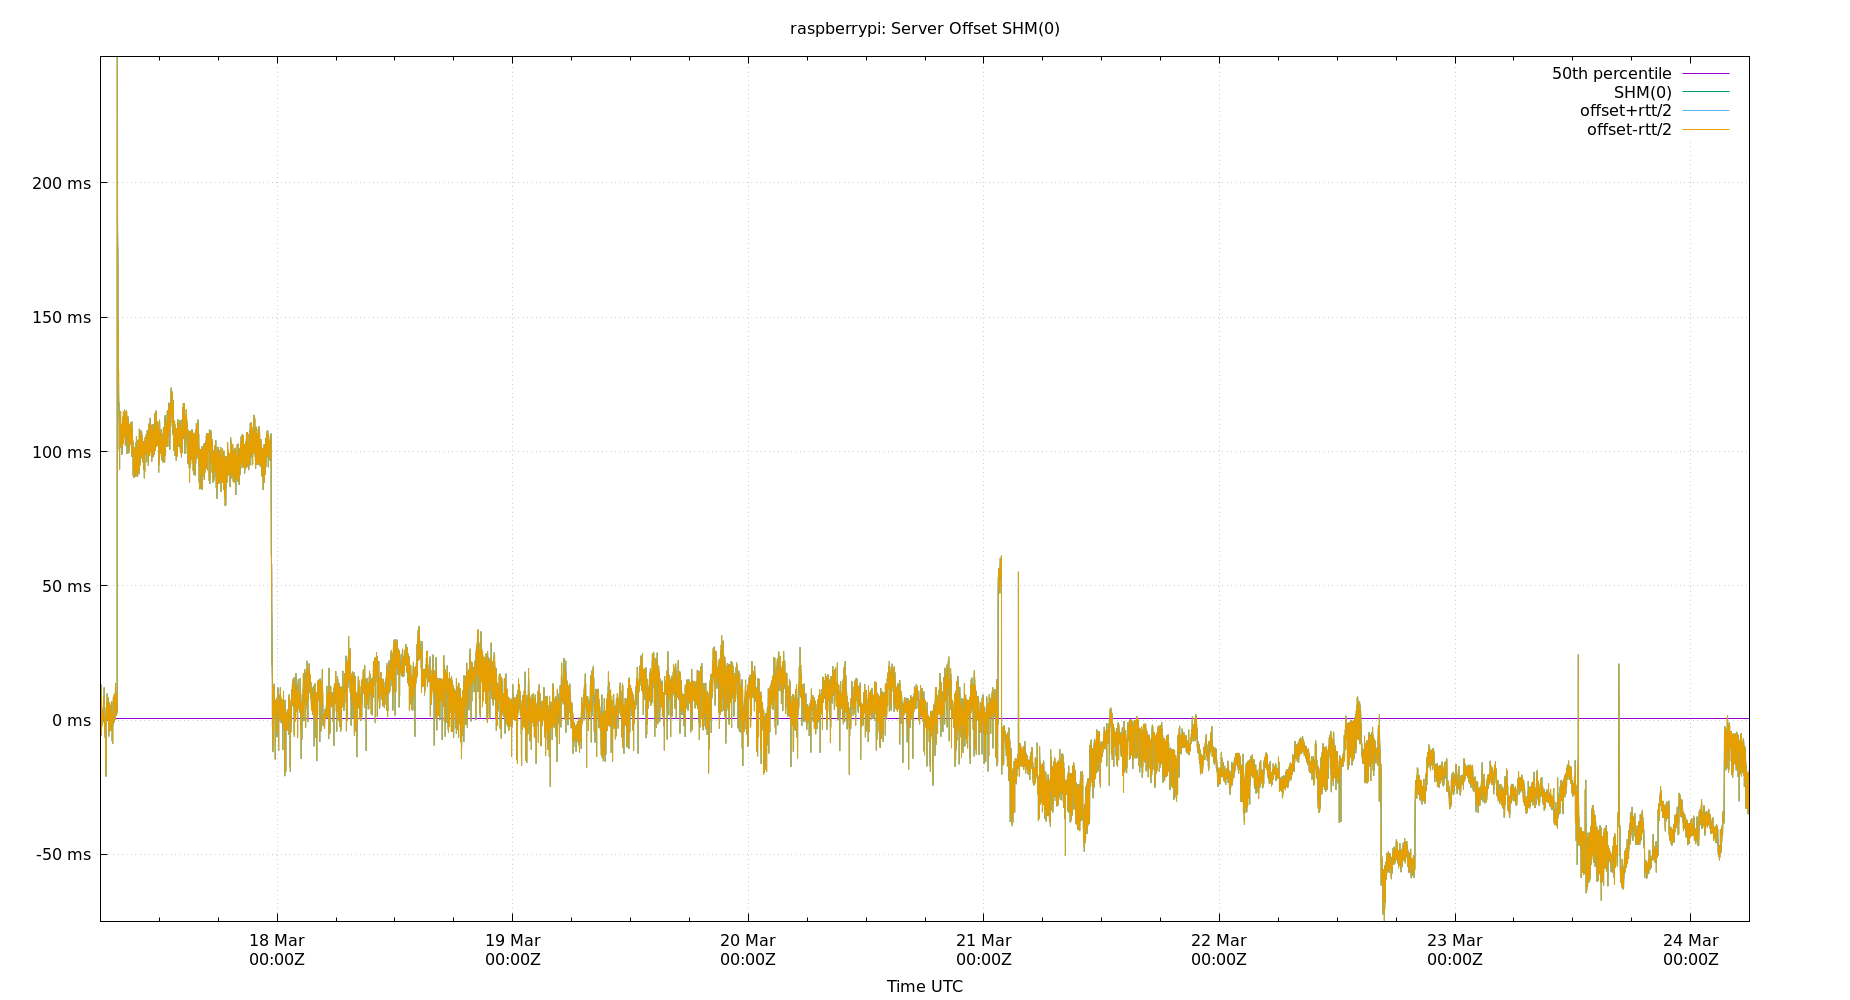 raspberrypi: Server Offset SHM(0)
50th percentile
SHM(0)
offset+rtt/2
offset-rtt/2
200 ms
150 ms
100 ms
50 ms
0 ms
-50 ms
18 Mar 19 Mar 20 Mar 21 Mar 22 Mar 23 Mar 24 Mar
00:00Z 00:00Z 00:00Z 00:00Z 00:00Z 00:00Z 00:00Z
Time UTC